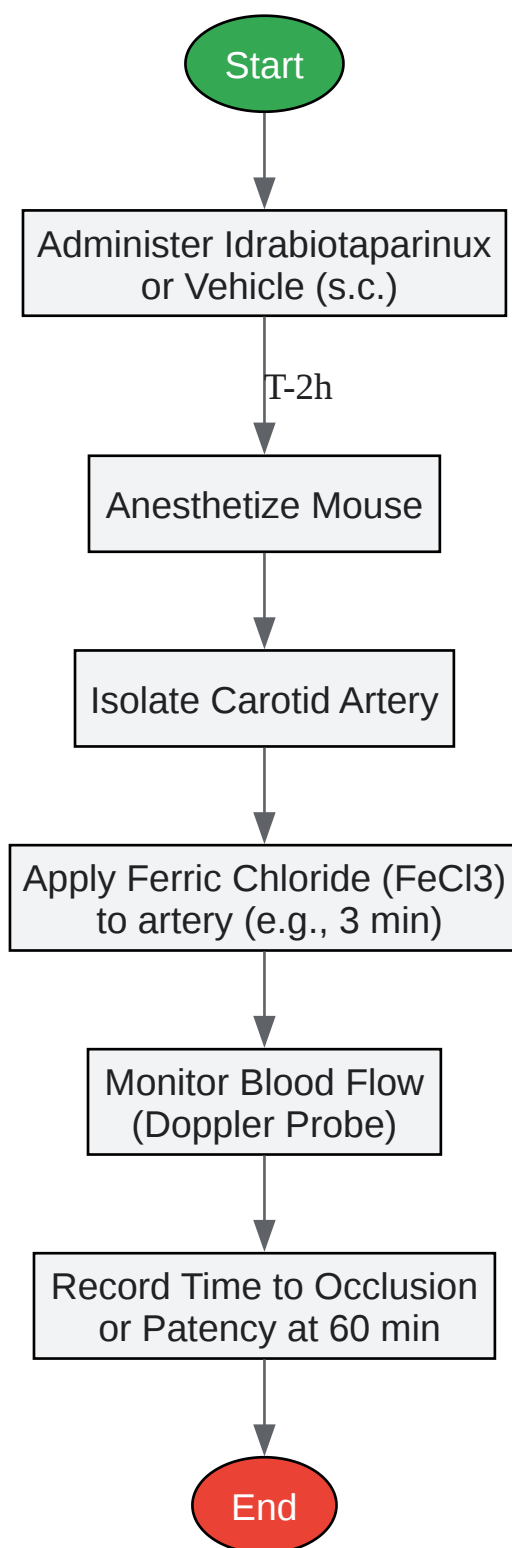 Start
Administer Idrabiotaparinux
or Vehicle (s.c.)
T-2h
Anesthetize Mouse
Isolate Carotid Artery
Apply Ferric Chloride (FeCl3)
to artery (e.g., 3 min)
Monitor Blood Flow
(Doppler Probe)
Record Time to Occlusion
or Patency at 60 min
End